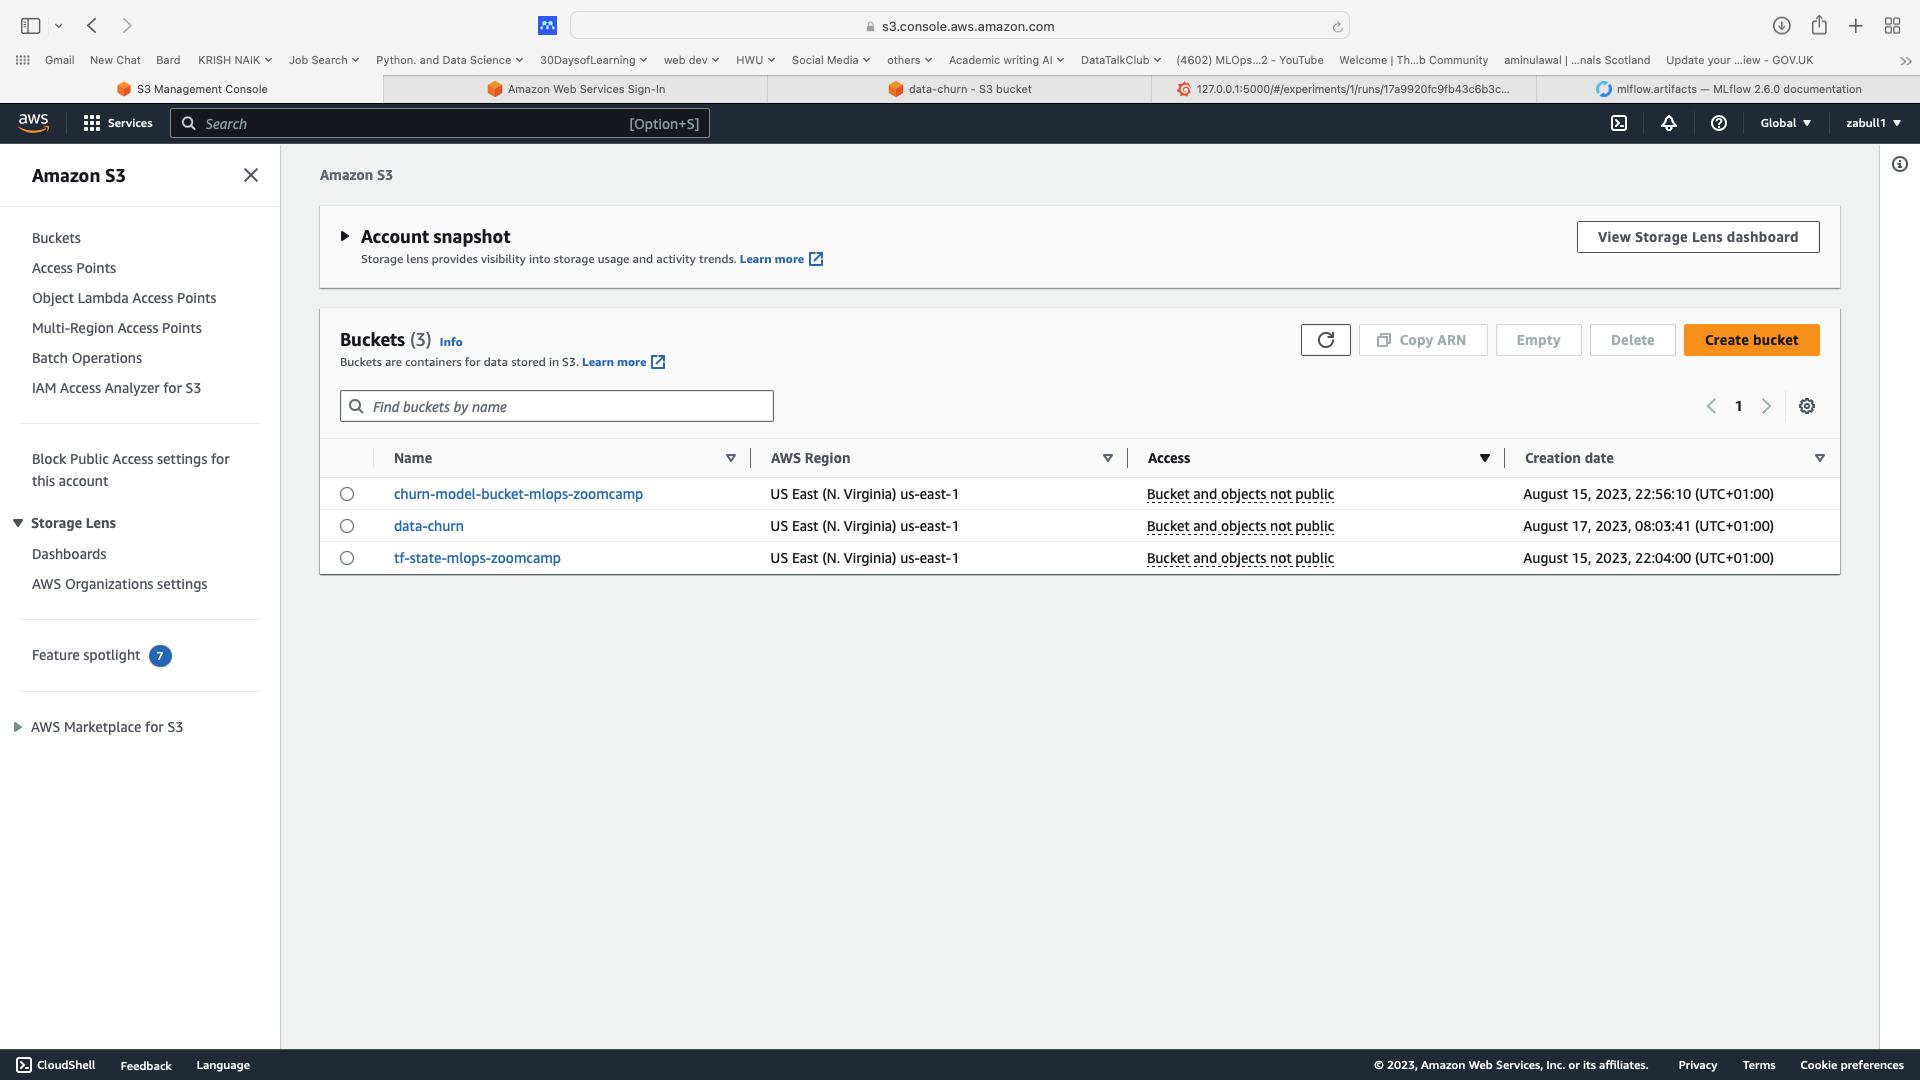 s3.console.aws.amazon.com
Gmail New Chat Bard KRISH NAIK Job Search Python. and Data Science 30DaysofLearning web dev HWU Social Media others Academic writing AI DataTalkClub (4602) MLOps...2 - YouTube Welcome | Th...b Community aminulawal | ...nals Scotland Update your ...iew - GOV.UK
S3 Management Console Amazon Web Services Sign-In data-churn - S3 bucket 127.0.0.1:5000/#/experiments/1/runs/17a9920fc9fb43c6b3c... mlflow.artifacts — MLflow 2.6.0 documentation
aws Services Search [Option+S] Global zabull1
Amazon S3
Buckets
Access Points
Object Lambda Access Points
Multi-Region Access Points
Batch Operations
IAM Access Analyzer for S3
Block Public Access settings for
this account
Storage Lens
Dashboards
AWS Organizations settings
Feature spotlight 7
AWS Marketplace for S3
Amazon S3
Account snapshot
Storage lens provides visibility into storage usage and activity trends. Learn more
View Storage Lens dashboard
Buckets (3) Info
Buckets are containers for data stored in S3. Learn more
Copy ARN Empty Delete Create bucket
Find buckets by name
1
Name AWS Region Access Creation date
churn-model-bucket-mlops-zoomcamp US East (N. Virginia) us-east-1 Bucket and objects not public August 15, 2023, 22:56:10 (UTC+01:00)
data-churn US East (N. Virginia) us-east-1 Bucket and objects not public August 17, 2023, 08:03:41 (UTC+01:00)
tf-state-mlops-zoomcamp US East (N. Virginia) us-east-1 Bucket and objects not public August 15, 2023, 22:04:00 (UTC+01:00)
CloudShell Feedback Language © 2023, Amazon Web Services, Inc. or its affiliates. Privacy Terms Cookie preferences